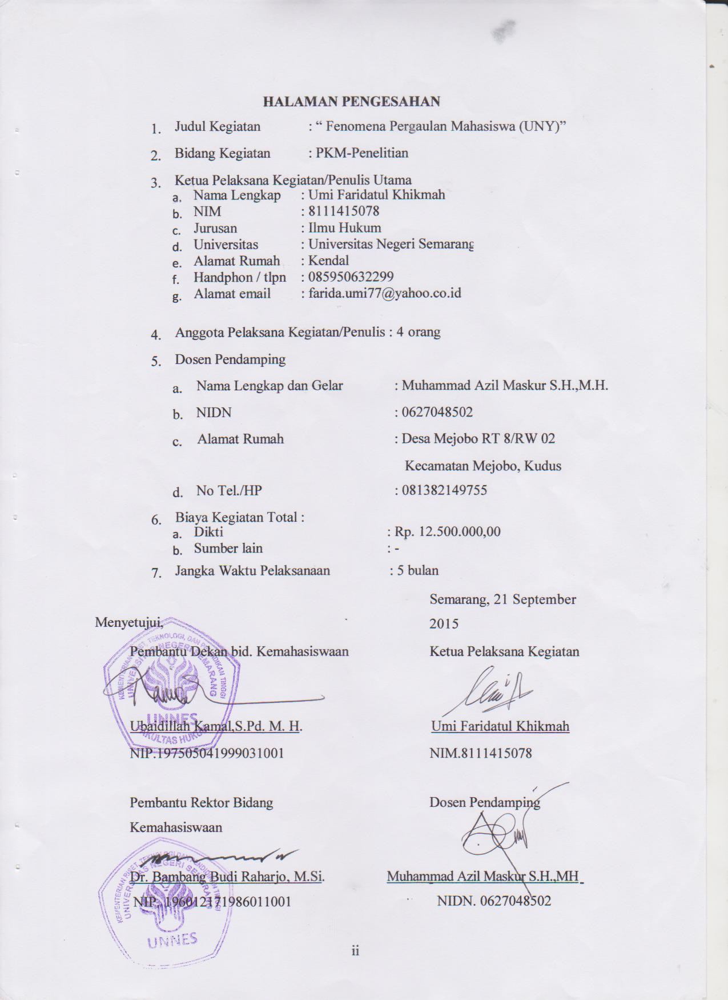 HALAMAN PENGESAHAN
1. Judul Kegiatan : “ Fenomena Pergaulan Mahasiswa (UNY)”
2. Bidang Kegiatan : PKM-Penelitian
3. Ketua Pelaksana Kegiatan/Penulis Utama
a. Nama Lengkap : Umi Faridatul Khikmah
b. NIM : 8111415078
c. Jurusan : Ilmu Hukum
d. Universitas : Universitas Negeri Semarang
e. Alamat Rumah : Kendal
f. Handphon / tlpn : 085950632299
g. Alamat email : farida.umi77@yahoo.co.id
4. Anggota Pelaksana Kegiatan/Penulis : 4 orang
5. Dosen Pendamping
a. Nama Lengkap dan Gelar : Muhammad Azil Maskur S.H.,M.H.
b. NIDN : 0627048502
c. Alamat Rumah : Desa Mejobo RT 8/RW 02
Kecamatan Mejobo, Kudus
d. No Tel./HP : 081382149755
6. Biaya Kegiatan Total :
a. Dikti : Rp. 12.500.000,00
b. Sumber lain : -
7. Jangka Waktu Pelaksanaan : 5 bulan
Semarang, 21 September
2015
Menyetujui,
Pembantu Dekan bid. Kemahasiswaan
Ketua Pelaksana Kegiatan
KEMENTERIAN RISET, TEKNOLOGI, DAN PENDIDIKAN TINGGI
UNIVERSITAS NEGERI SEMARANG
UNNES
FAKULTAS HUKUM
Ubaidillah Kamal,S.Pd. M. H.
Umi Faridatul Khikmah
NIP.197505041999031001
NIM.8111415078
Pembantu Rektor Bidang
Kemahasiswaan
Dosen Pendamping
KEMENTERIAN RISET, TEKNOLOGI DAN PENDIDIKAN TINGGI
UNIVERSITAS NEGERI SEMARANG
Dr. Bambang Budi Raharjo, M.Si.
Muhammad Azil Maskur S.H.,MH
NIP. 196012171986011001
NIDN. 0627048502
UNNES
ii